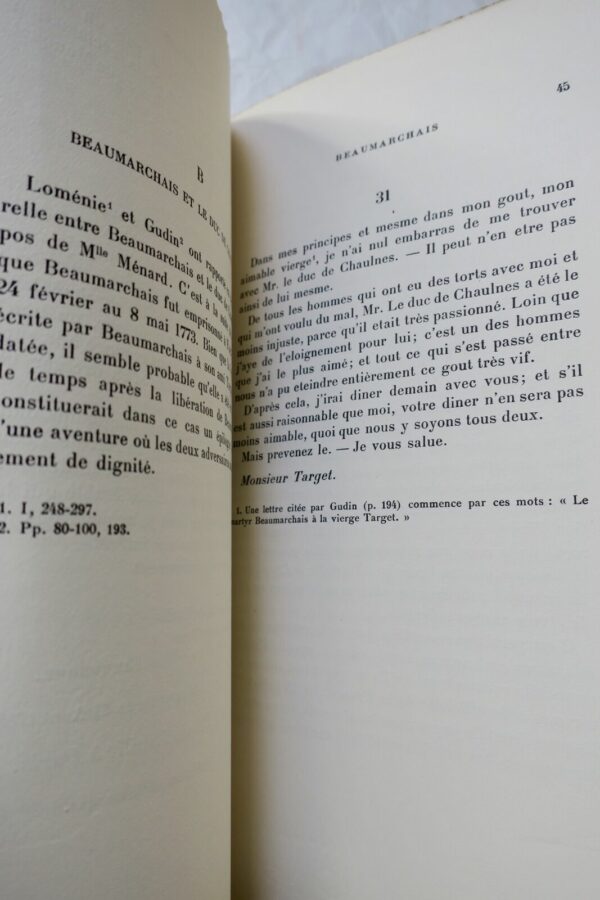 B
BEAUMARCHAIS ET LE DUC
Loménie¹ et Gudin² ont
relle entre Beaumarchais et le duc
pos de Mlle Ménard. C'est à la
que Beaumarchais fut emprisonné
24 février au 8 mai 1773. Bien que
écrite par Beaumarchais à son
datée, il semble probable qu'elle
le temps après la libération de
onstituerait dans ce cas un
d'une aventure où les deux
ement de dignité.
1. I, 248-297.
2. Pp. 80-100, 193.
45
BEAUMARCHAIS
31
Dans mes principes et mesme dans mon gout, mon
aimable vierge¹, je n'ai nul embarras de me trouver
avec Mr. le duc de Chaulnes. — Il peut n'en etre pas
ainsi de lui mesme.
De tous les hommes qui ont eu des torts avec moi et
qui m'ont voulu du mal, Mr. Le duc de Chaulnes a été le
moins injuste, parce qu'il etait très passionné. Loin que
j'aye de l'eloignement pour lui; c'est un des hommes
que j'ai le plus aimé; et tout ce qui s'est passé entre
nous n'a pu eteindre entièrement ce gout très vif.
D'après cela, j'irai diner demain avec vous; et s'il
est aussi raisonnable que moi, votre diner n'en sera pas
moins aimable, quoi que nous y soyons tous deux.
Mais prevenez le. — Je vous salue.
Monsieur Target.
1. Une lettre citée par Gudin (p. 194) commence par ces mots : « Le
artyr Beaumarchais à la vierge Target. »